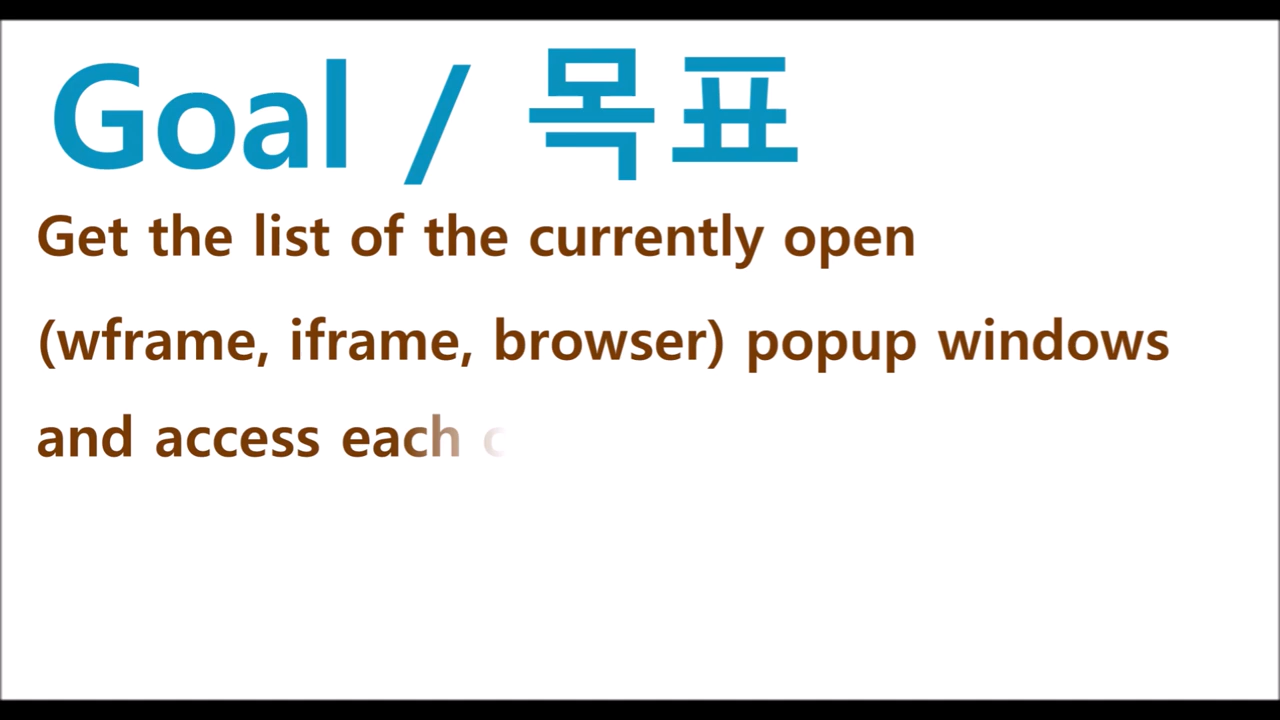 Goal / 목표
Get the list of the currently open
(wframe, iframe, browser) popup windows
and access each